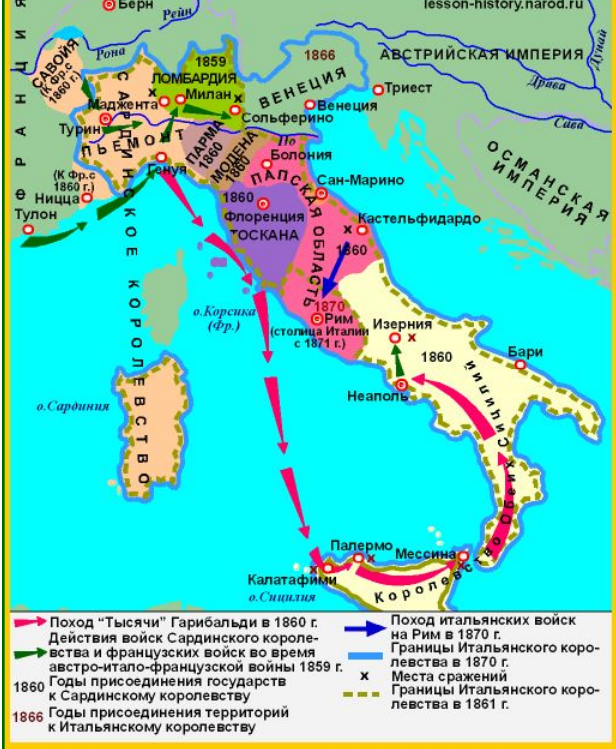 lesson-history.narod.ru
Берн
Рейн
ФРАНЦИЯ
САВОЙЯ
(К Фр.с
1860 г.)
Рона
1859
ЛОМБАРДИЯ
Милан
1866
ВЕНЕЦИЯ
АВСТРИЙСКАЯ ИМПЕРИЯ
Дунай
Драва
Сава
Маджента
Сольферино
Венеция
Триест
Турин
ПЬЕМОНТ
ПАРМА
1860
МОДЕНА
1860
По
Болония
ОСМАНСКАЯ
ИМПЕРИЯ
Генуя
(К Фр.с
1860 г.)
Ницца
Тулон
Сан-Марино
1860
Флоренция
ТОСКАНА
ПАПСКАЯ ОБЛАСТЬ
Кастельфидардо
1860
САРДИНСКОЕ КОРОЛЕВСТВО
о.Корсика
(Фр.)
1870
Рим
(столица Италии
с 1871 г.)
Изерния
1860
Бари
Неаполь
о.Сардиния
Королевство Обеих Сицилий
Палермо
Мессина
Калатафими
о.Сицилия
Поход "Тысячи" Гарибальди в 1860 г.
Действия войск Сардинского королевства и французских войск во время
австро-итало-французской войны 1859 г.
1860 Годы присоединения государств
к Сардинскому королевству
1866 Годы присоединения территорий
к Итальянскому королевству
Поход итальянских войск
на Рим в 1870 г.
Границы Итальянского коро-
левства в 1870 г.
x Места сражений
Границы Итальянского коро-
левства в 1861 г.